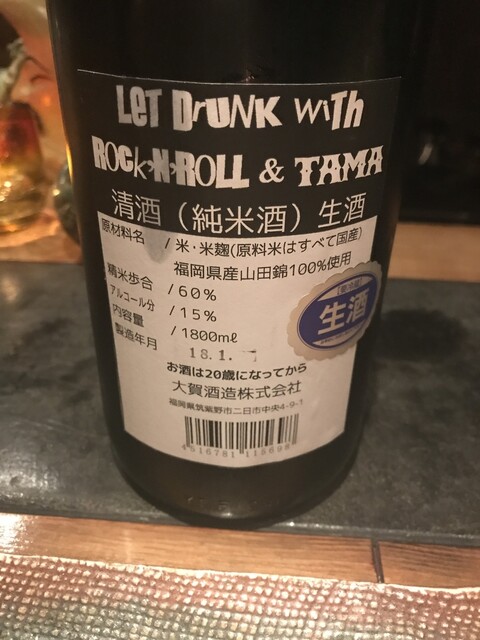 LET DRUNK WITH
ROCK·N·ROLL & TAMA
清酒（純米酒）生酒
原材料名 / 米・米麹(原料米はすべて国産)
福岡県産山田錦100%使用
精米歩合 / 60%
アルコール分 / 15%
内容量 / 1800mℓ
製造年月 18.1.
生酒
お酒は20歳になってから
大賀酒造株式会社
福岡県筑紫野市二日市中央4-9-1